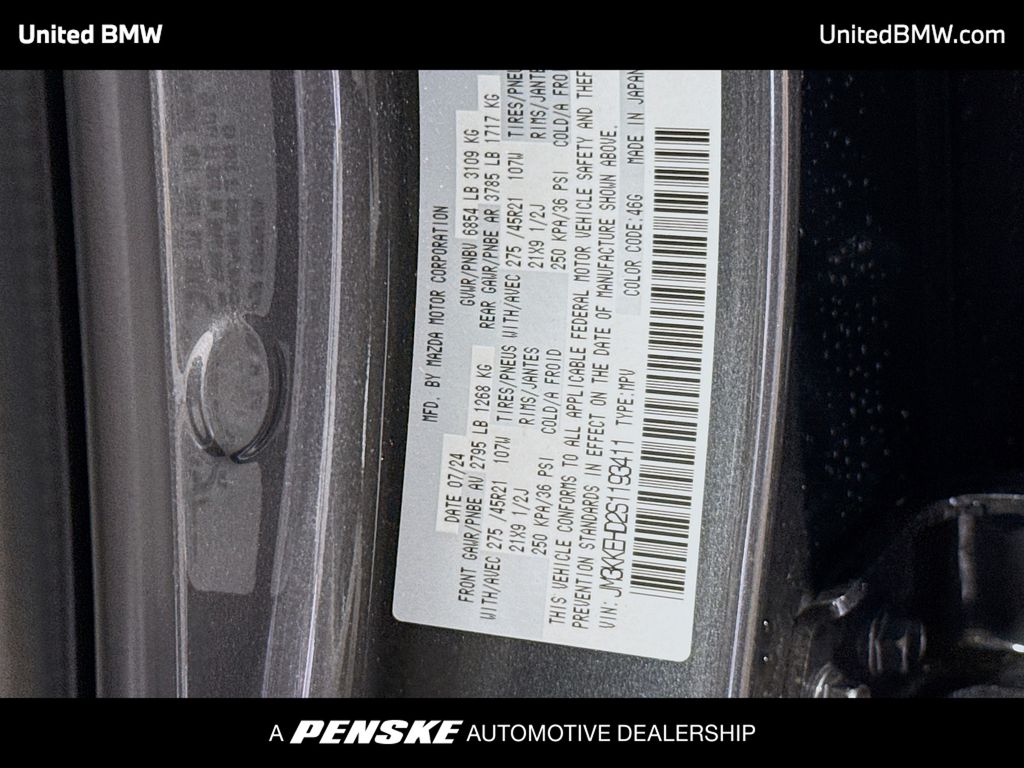 United BMW
UnitedBMW.com
MFD. BY MAZDA MOTOR CORPORATION
DATE 07/24 GVWR/PNBV 6854 LB 3109 KG
FRONT GAWR/PNBE AV 2795 LB 1268 KG REAR GAWR/PNBE AR 3785 LB 1717 KG
WITH/AVEC 275 /45R21 107W TIRES/PNEUS WITH/AVEC 275 /45R21 107W TIRES/PNEU
21X9 1/2J RIMS/JANTES 21X9 1/2J RIMS/JANTE
250 KPA/36 PSI COLD/A FROID 250 KPA/36 PSI COLD/A FRO
THIS VEHICLE CONFORMS TO ALL APPLICABLE FEDERAL MOTOR VEHICLE SAFETY AND THEF
PREVENTION STANDARDS IN EFFECT ON THE DATE OF MANUFACTURE SHOWN ABOVE.
VIN: JM3KKEHD2S1193411 TYPE:MPV COLOR CODE:46G MADE IN JAPAN
A PENSKE AUTOMOTIVE DEALERSHIP